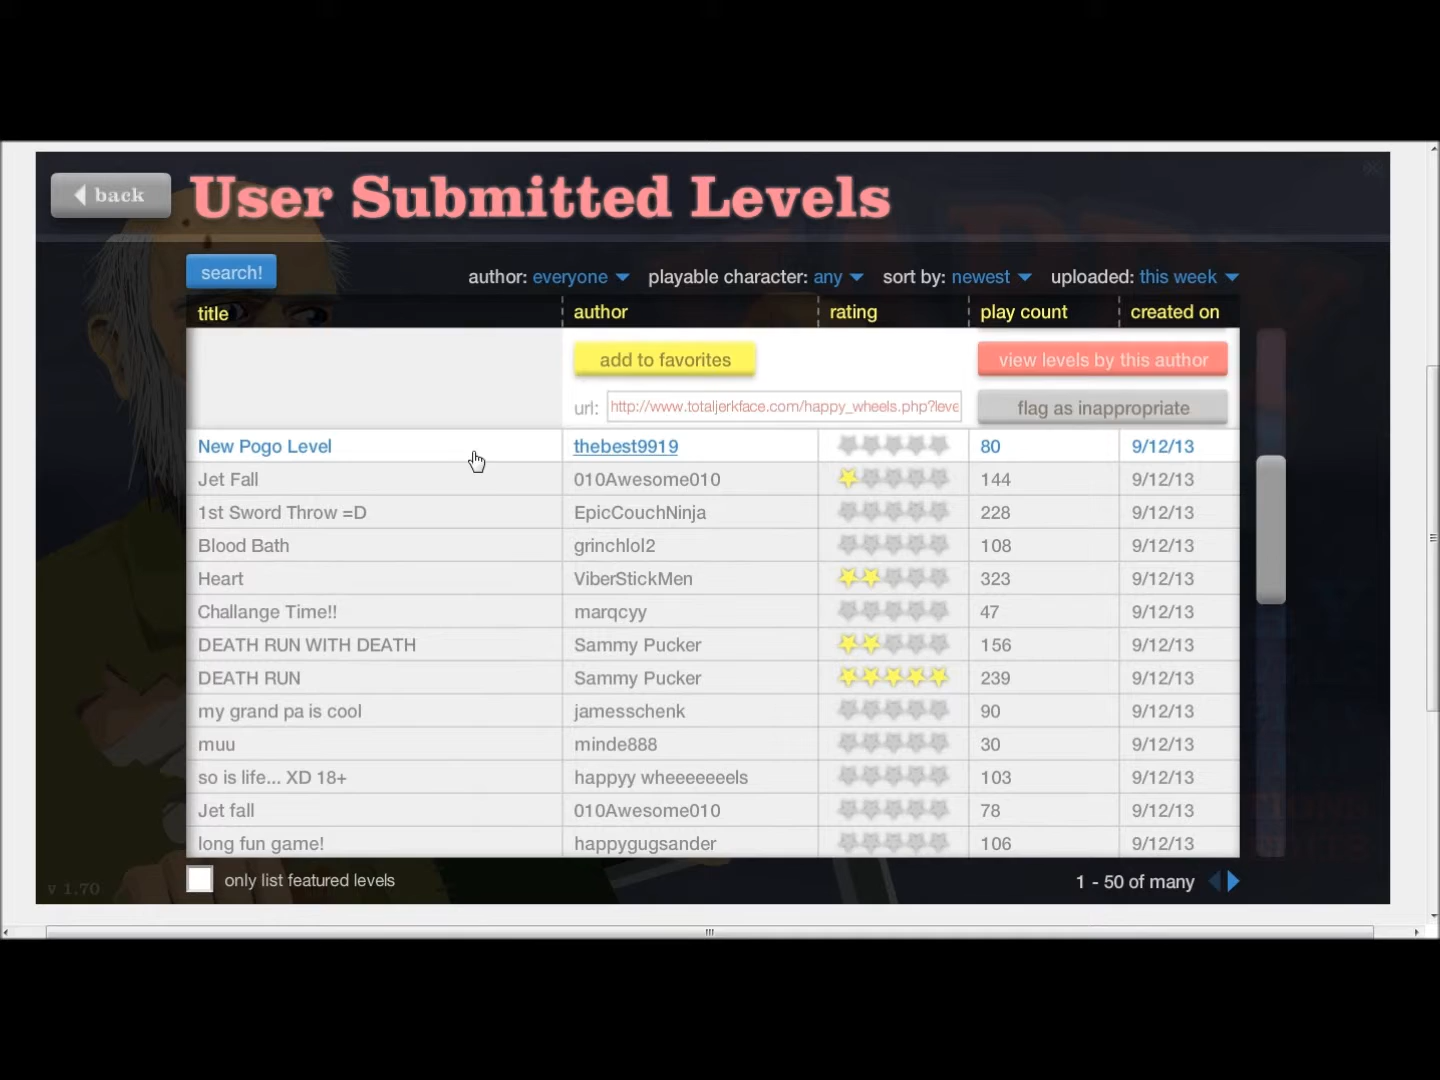 back
User Submitted Levels
search!
author: everyone playable character: any sort by: newest uploaded: this week
title author rating play count created on
add to favorites view levels by this author
url: http://www.totaljerkface.com/happy_wheels.php?leve flag as inappropriate
New Pogo Level thebest9919 80 9/12/13
Jet Fall 010Awesome010 144 9/12/13
1st Sword Throw =D EpicCouchNinja 228 9/12/13
Blood Bath grinchlol2 108 9/12/13
Heart ViberStickMen 323 9/12/13
Challange Time!! marqcyy 47 9/12/13
DEATH RUN WITH DEATH Sammy Pucker 156 9/12/13
DEATH RUN Sammy Pucker 239 9/12/13
my grand pa is cool jamesschenk 90 9/12/13
muu minde888 30 9/12/13
so is life... XD 18+ happyy wheeeeeeels 103 9/12/13
Jet fall 010Awesome010 78 9/12/13
long fun game! happygugsander 106 9/12/13
only list featured levels 1 - 50 of many
v 1.70